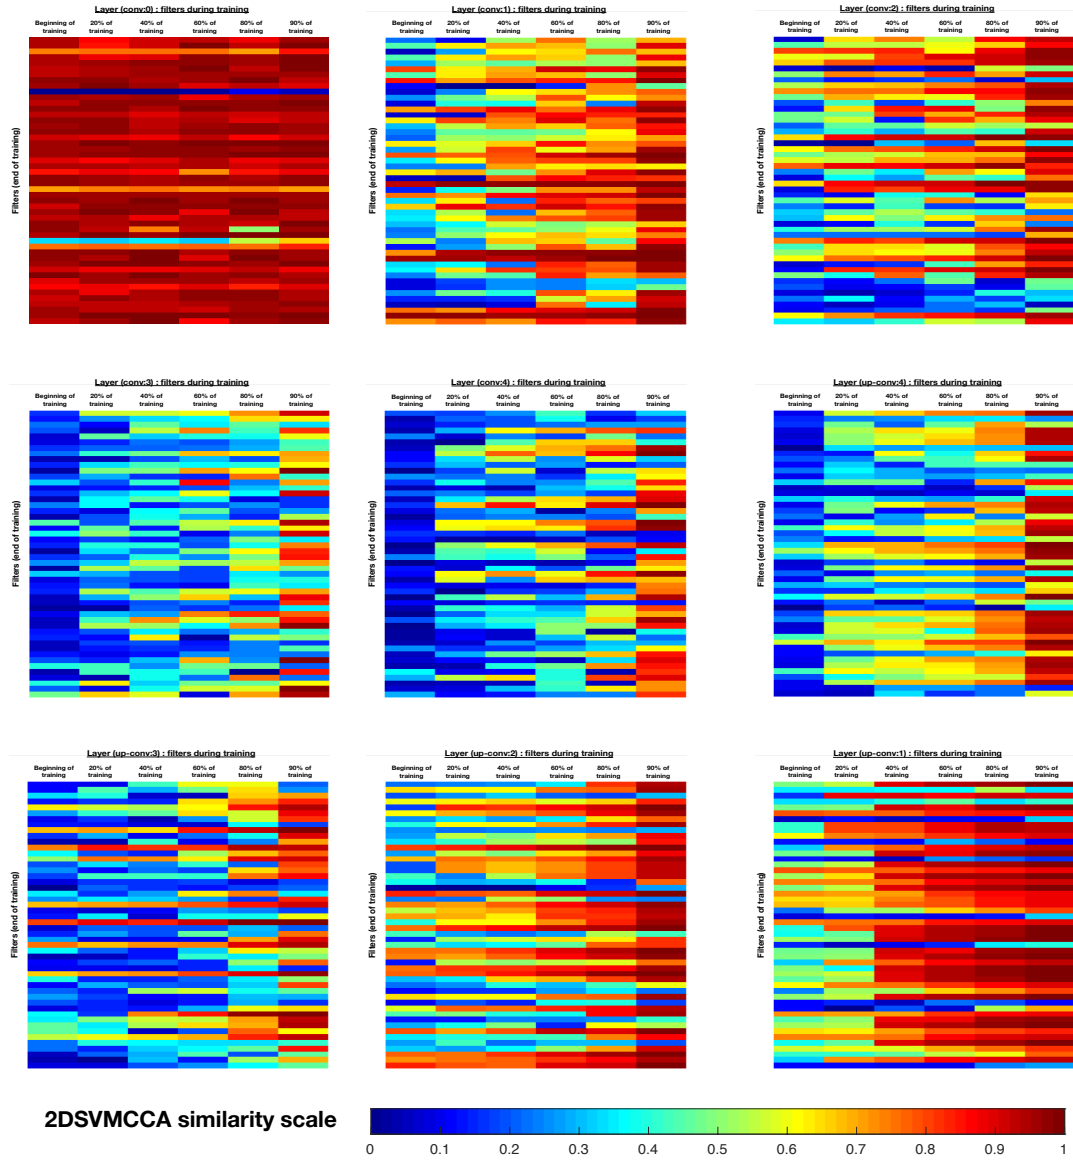 Layer (conv:0) : filters during training
Beginning of training
20% of training
40% of training
60% of training
80% of training
90% of training
Filters (end of training)
Layer (conv:1) : filters during training
Beginning of training
20% of training
40% of training
60% of training
80% of training
90% of training
Filters (end of training)
Layer (conv:2) : filters during training
Beginning of training
20% of training
40% of training
60% of training
80% of training
90% of training
Filters (end of training)
Layer (conv:3) : filters during training
Beginning of training
20% of training
40% of training
60% of training
80% of training
90% of training
Filters (end of training)
Layer (conv:4) : filters during training
Beginning of training
20% of training
40% of training
60% of training
80% of training
90% of training
Filters (end of training)
Layer (up-conv:4) : filters during training
Beginning of training
20% of training
40% of training
60% of training
80% of training
90% of training
Filters (end of training)
Layer (up-conv:3) : filters during training
Beginning of training
20% of training
40% of training
60% of training
80% of training
90% of training
Filters (end of training)
Layer (up-conv:2) : filters during training
Beginning of training
20% of training
40% of training
60% of training
80% of training
90% of training
Filters (end of training)
Layer (up-conv:1) : filters during training
Beginning of training
20% of training
40% of training
60% of training
80% of training
90% of training
Filters (end of training)
2DSVMCCA similarity scale
0 0.1 0.2 0.3 0.4 0.5 0.6 0.7 0.8 0.9 1